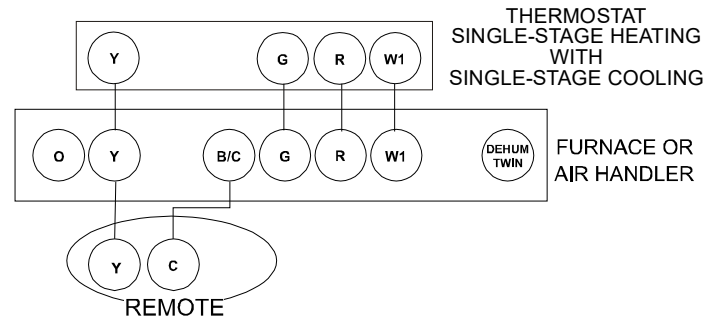 THERMOSTAT
SINGLE-STAGE HEATING
WITH
SINGLE-STAGE COOLING
Y G R W1
O Y B/C G R W1 DEHUM TWIN
FURNACE OR
AIR HANDLER
Y C
REMOTE